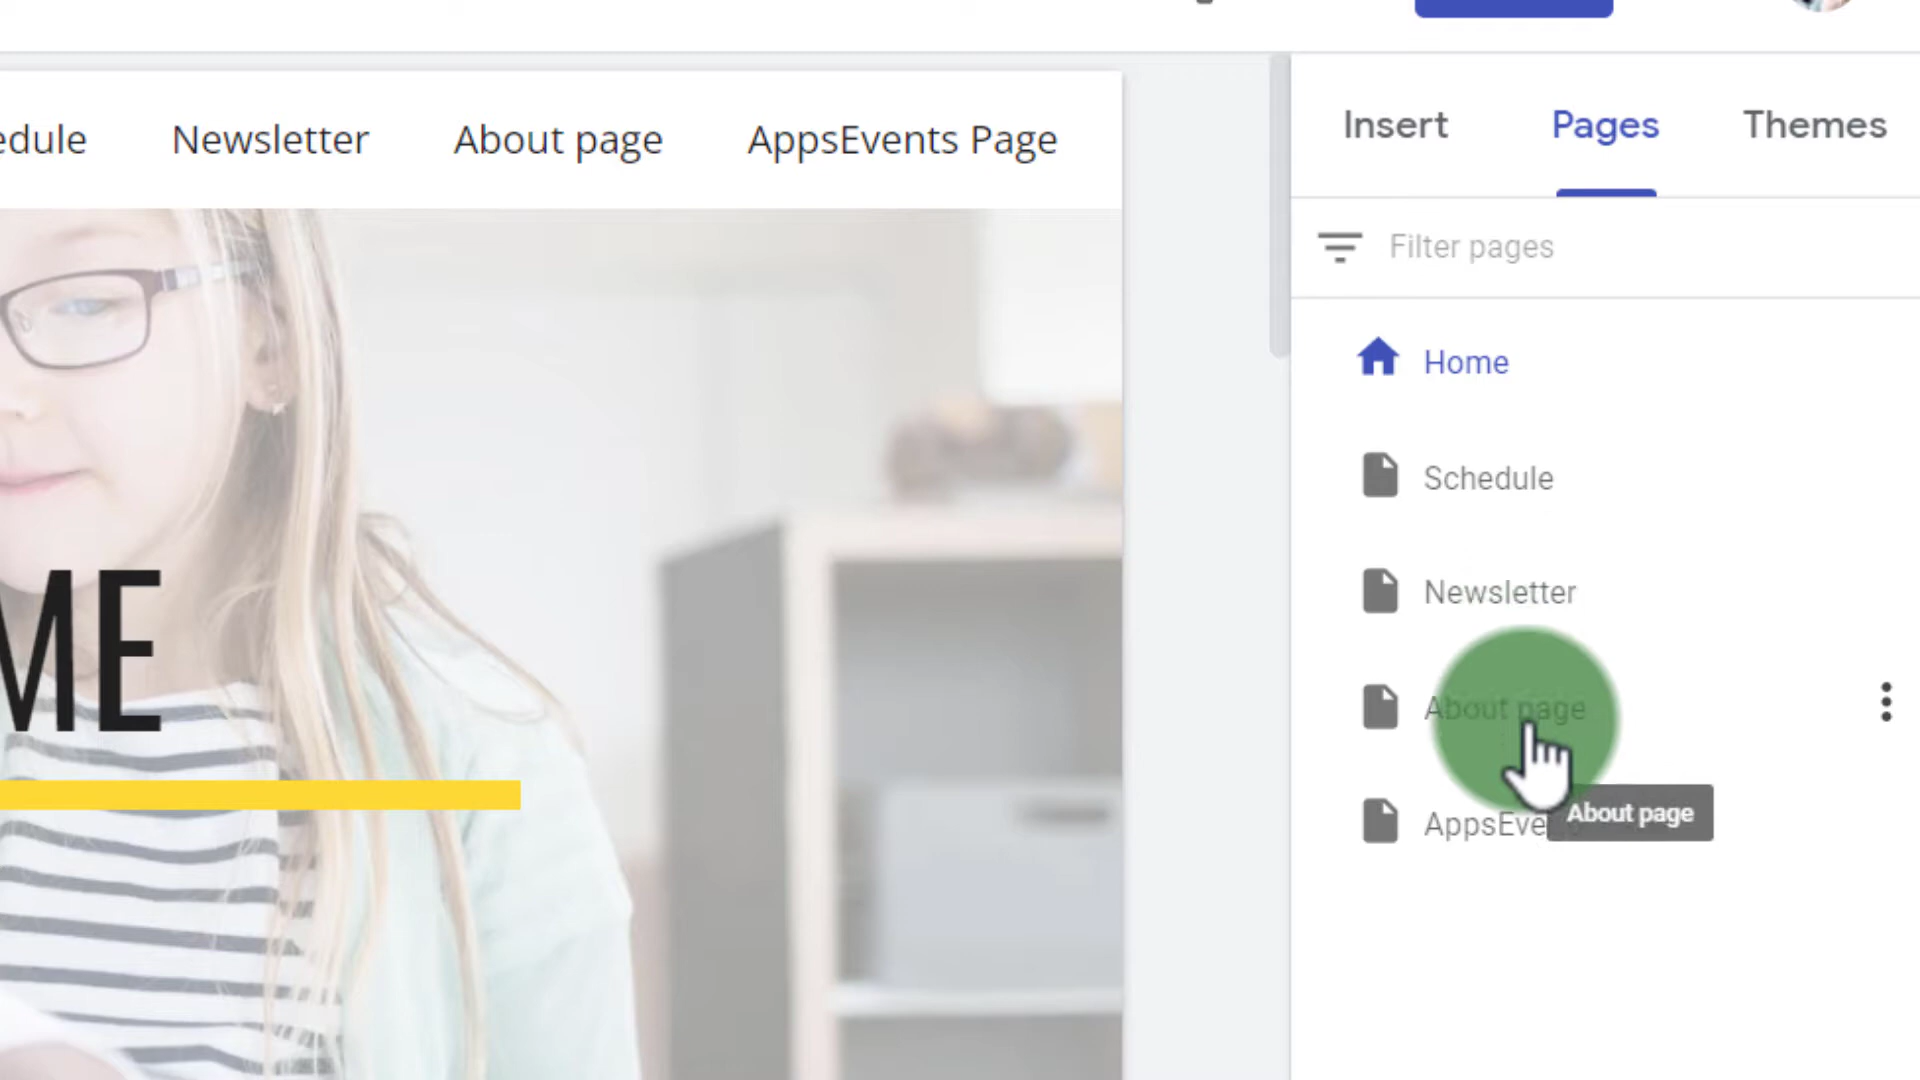 edule Newsletter About page AppsEvents Page
ME
Insert Pages Themes
Filter pages
Home
Schedule
Newsletter
About page
About page
AppsEve